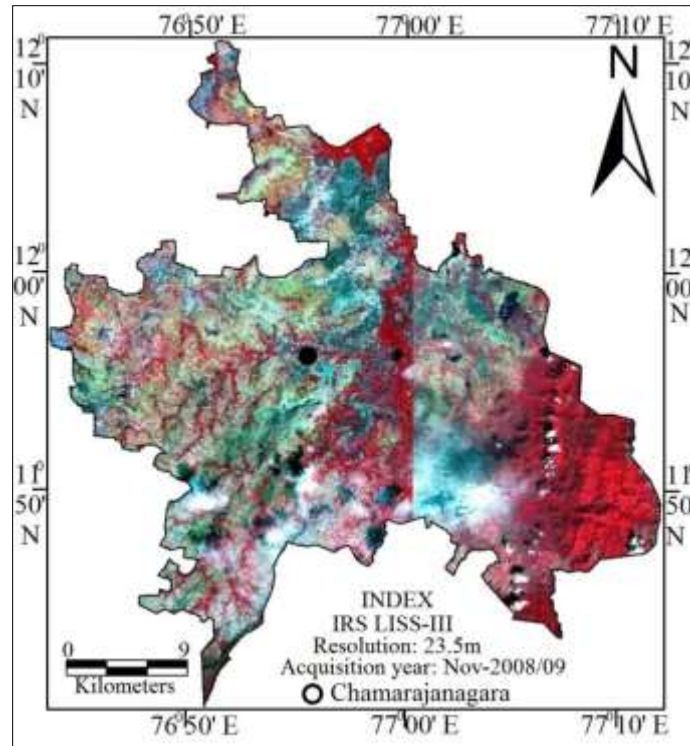 76°50' E 77°00' E 77°10' E
12°
10'
N
12°
10'
N
N
12°
00'
N
12°
00'
N
11°
50'
N
11°
50'
N
INDEX
IRS LISS-III
Resolution: 23.5m
Acquisition year: Nov-2008/09
Chamarajanagara
0 9
Kilometers
76°50' E 77°00' E 77°10' E